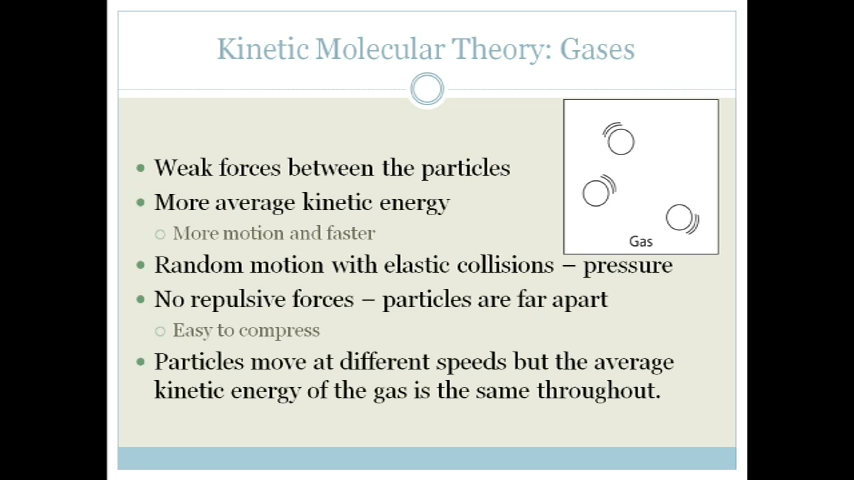 Kinetic Molecular Theory: Gases
Weak forces between the particles
More average kinetic energy
More motion and faster
Random motion with elastic collisions – pressure
No repulsive forces – particles are far apart
Easy to compress
Particles move at different speeds but the average
kinetic energy of the gas is the same throughout.
Gas